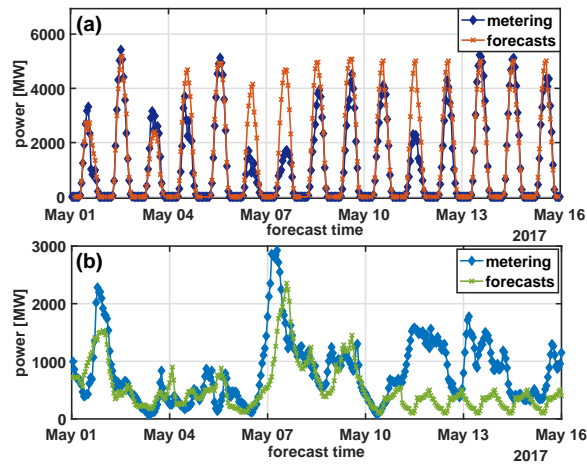 (a)
metering
forecasts
power [MW]
6000
4000
2000
0
May 01 May 04 May 07 May 10 May 13 May 16
forecast time
2017
(b)
metering
forecasts
power [MW]
3000
2000
1000
0
May 01 May 04 May 07 May 10 May 13 May 16
forecast time
2017